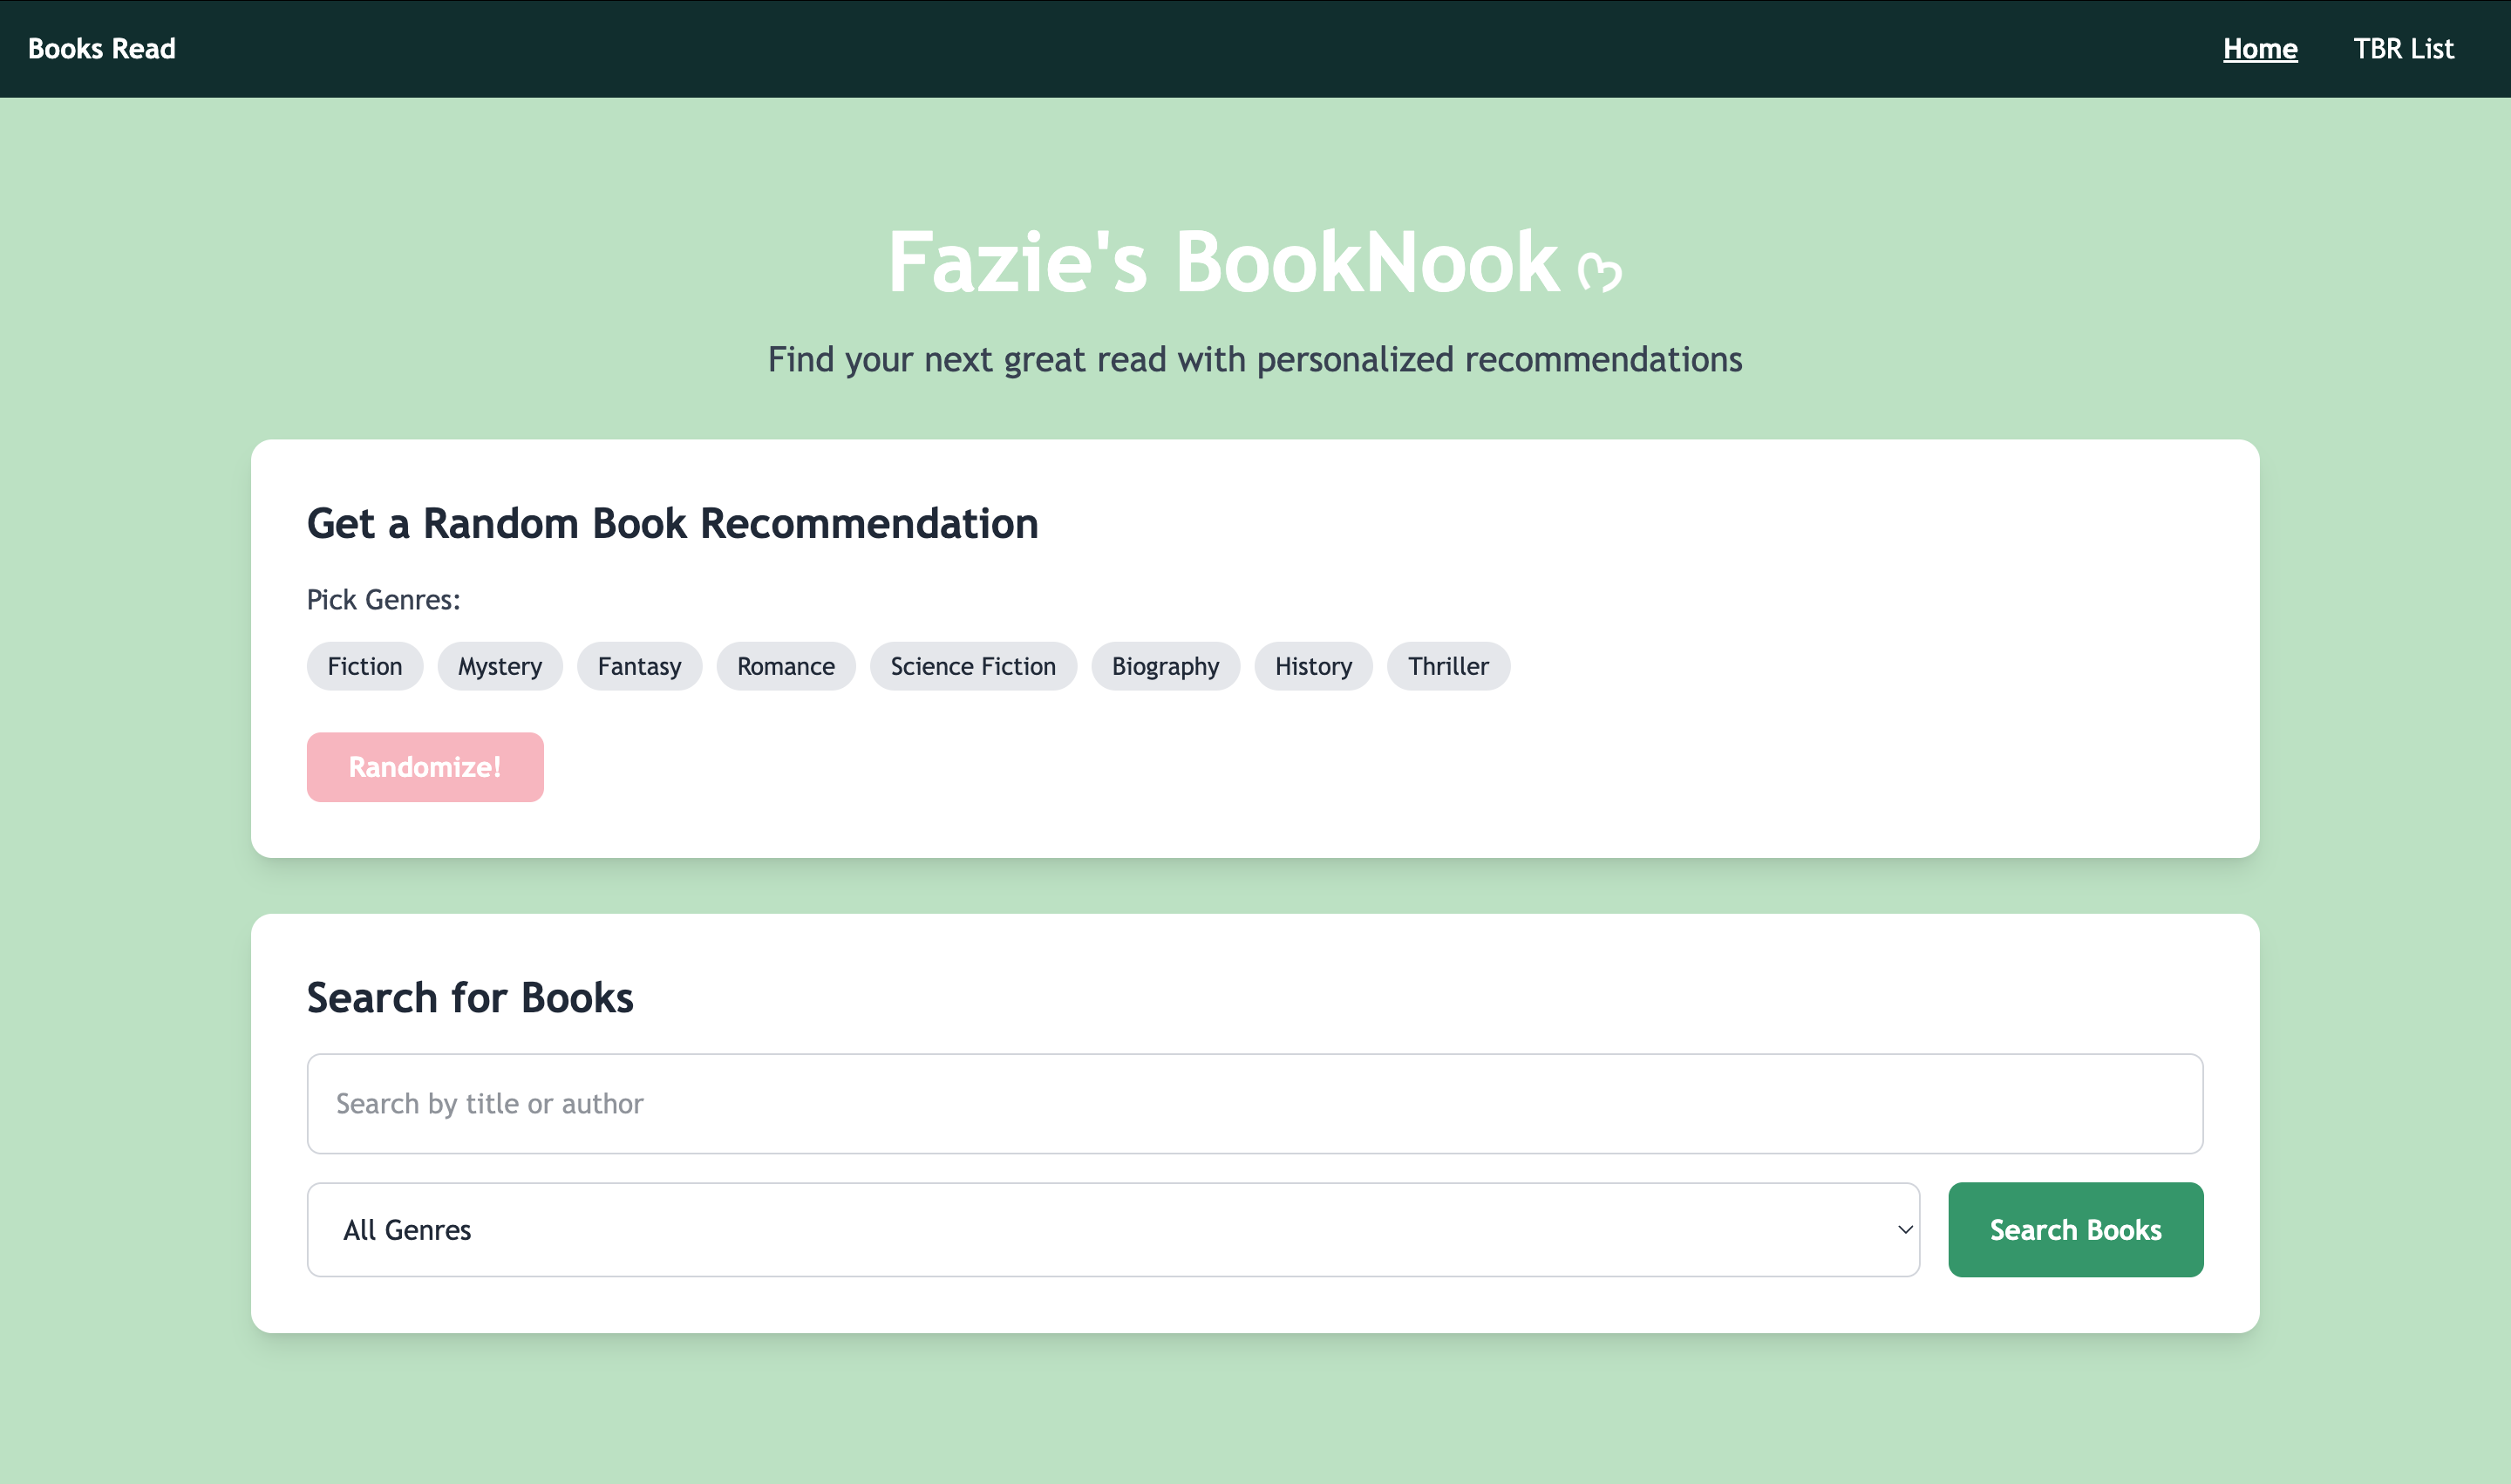 Books Read Home TBR List
Fazie's BookNook
Find your next great read with personalized recommendations
Get a Random Book Recommendation
Pick Genres:
Fiction Mystery Fantasy Romance Science Fiction Biography History Thriller
Randomize!
Search for Books
Search by title or author
All Genres Search Books